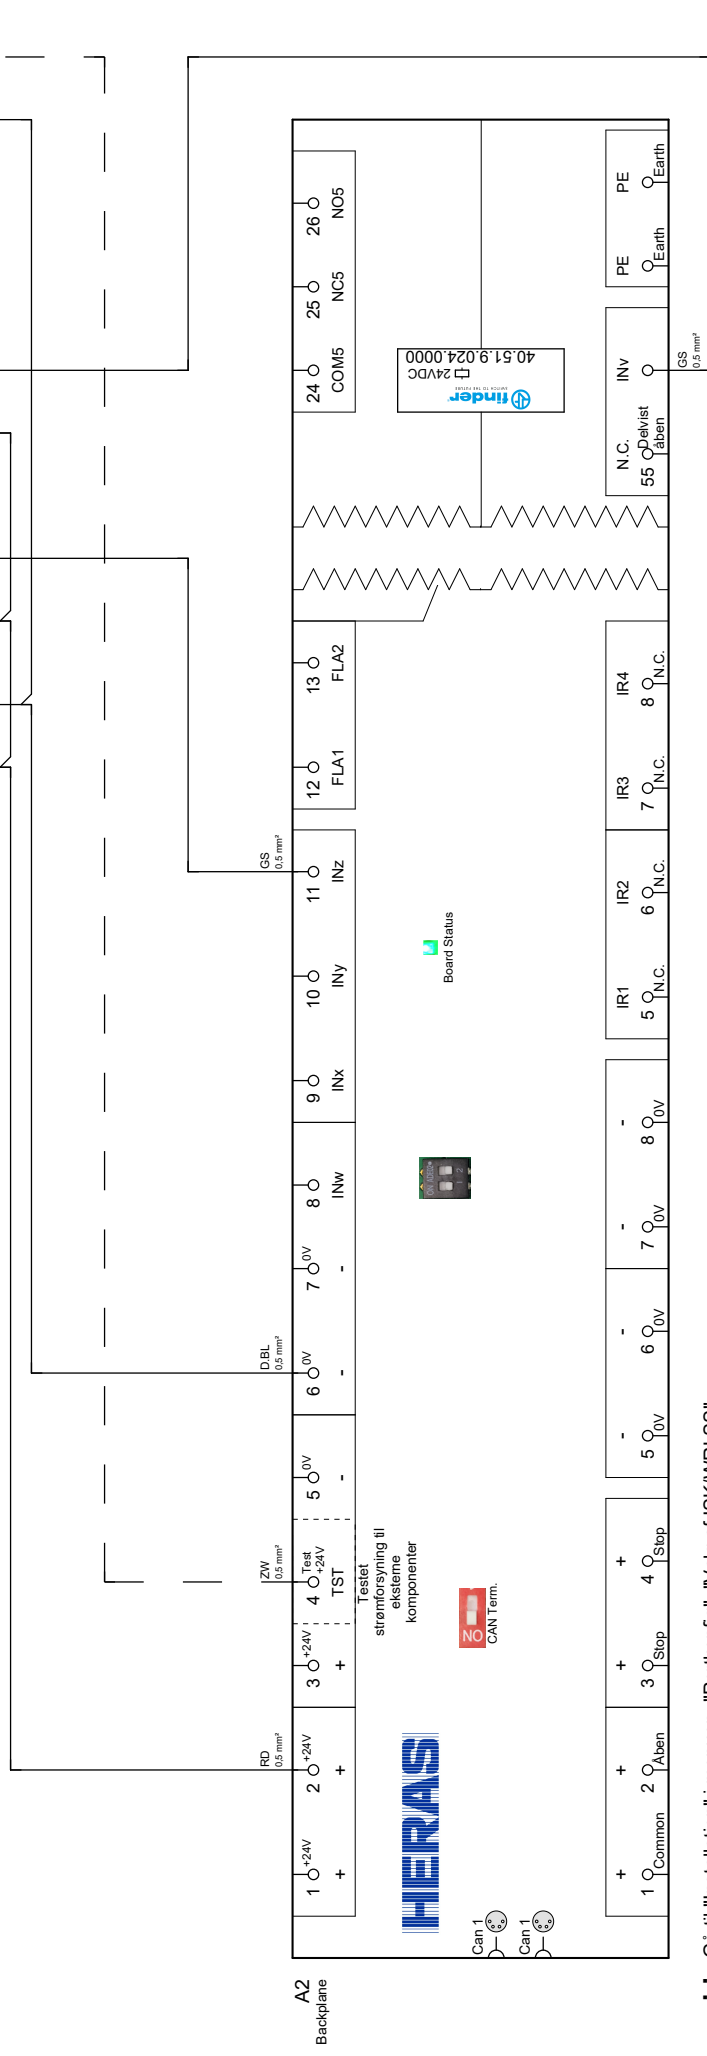 RD
0,5 mm²
ZW
0,5 mm²
D.BL
0,5 mm²
GS
0,5 mm²
A2
Backplane
1 +24V
+
2 +24V
+
3 +24V
+
4 Test +24V
TST
Testet
strømforsyning til
eksterne
komponenter
5 0V
-
6 0V
-
7 0V
-
8
INw
9
INx
10
INy
11
INz
12
FLA1
13
FLA2
24
COM5
25
NC5
26
NO5
HERAS
NO
CAN Term.
Board Status
finder
SWITCH TO THE FUTURE
24VDC
40.51.9.024.0000
Can 1
Can 1
+
1 Common
+
2 Åben
+
3 Stop
+
4 Stop
-
5 0V
-
6 0V
-
7 0V
-
8 0V
IR1
5 N.C.
IR2
6 N.C.
IR3
7 N.C.
IR4
8 N.C.
N.C.
55 Delvist
åben
INv
PE
Earth
PE
Earth
GS
0,5 mm²